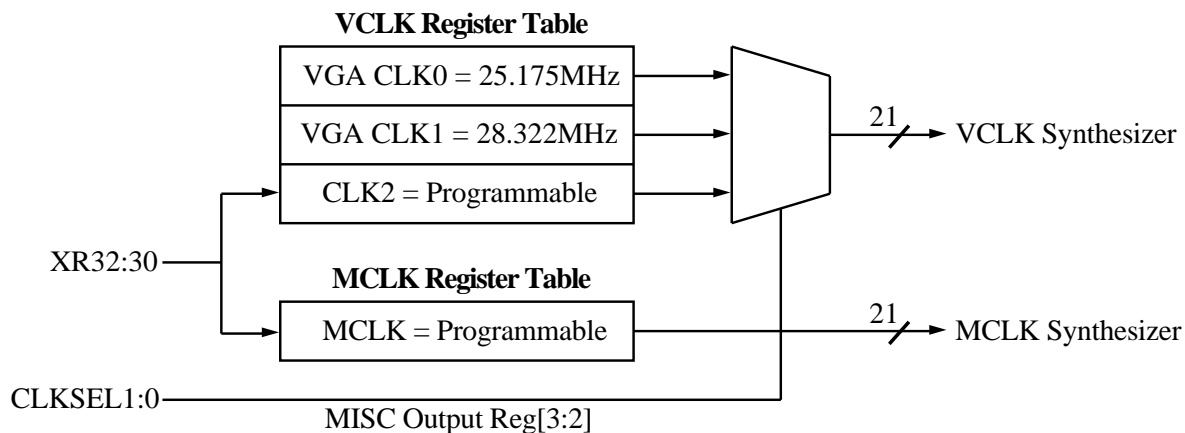 VCLK Register Table
VGA CLK0 = 25.175MHz
VGA CLK1 = 28.322MHz
CLK2 = Programmable
21
VCLK Synthesizer
XR32:30
MCLK Register Table
MCLK = Programmable
21
MCLK Synthesizer
CLKSEL1:0
MISC Output Reg[3:2]